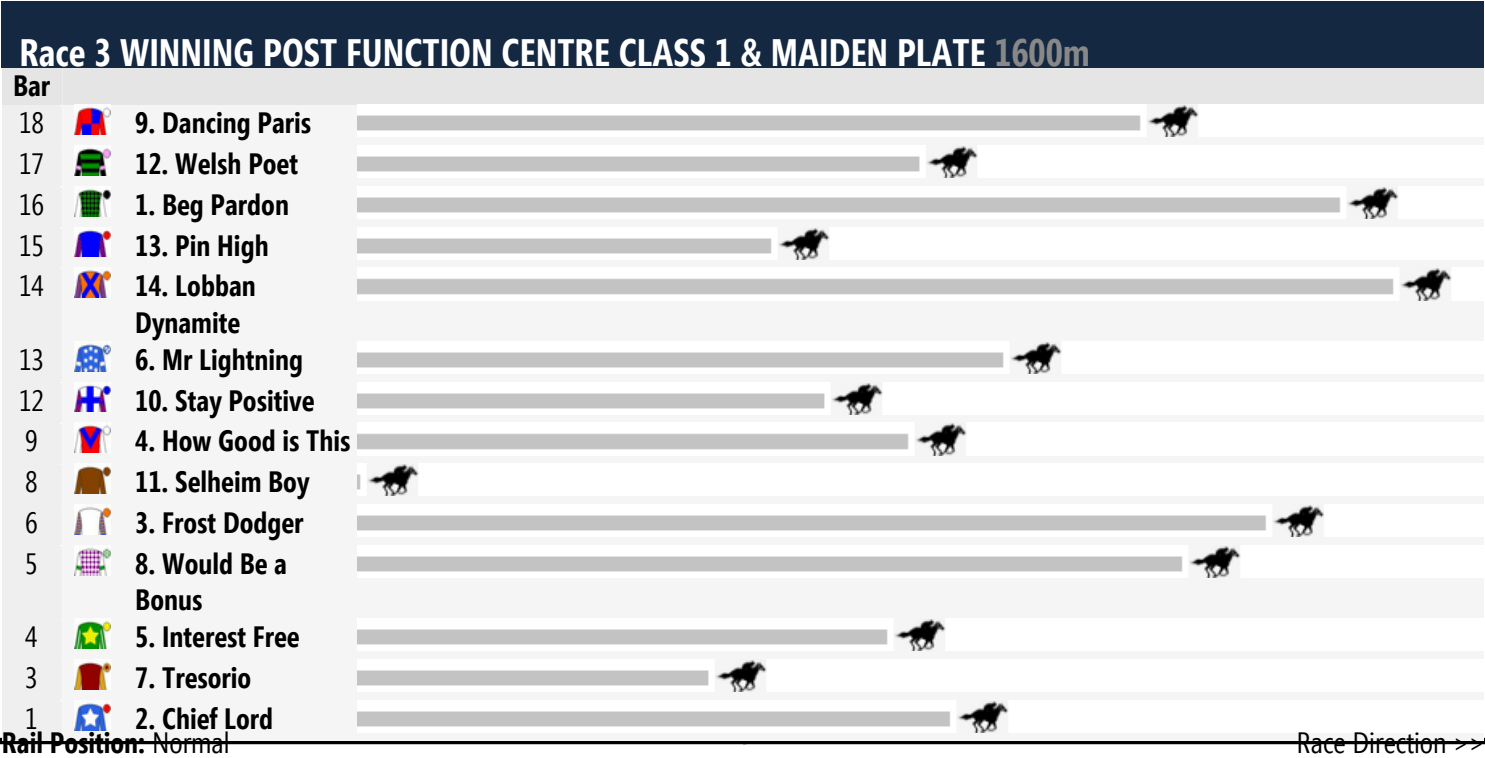 Race 3 WINNING POST FUNCTION CENTRE CLASS 1 & MAIDEN PLATE 1600m
Bar
18 9. Dancing Paris
17 12. Welsh Poet
16 1. Beg Pardon
15 13. Pin High
14 14. Lobban
Dynamite
13 6. Mr Lightning
12 10. Stay Positive
9 4. How Good is This
8 11. Selheim Boy
6 3. Frost Dodger
5 8. Would Be a
Bonus
4 5. Interest Free
3 7. Tresorio
1 2. Chief Lord
Rail Position: Normal Race Direction >>